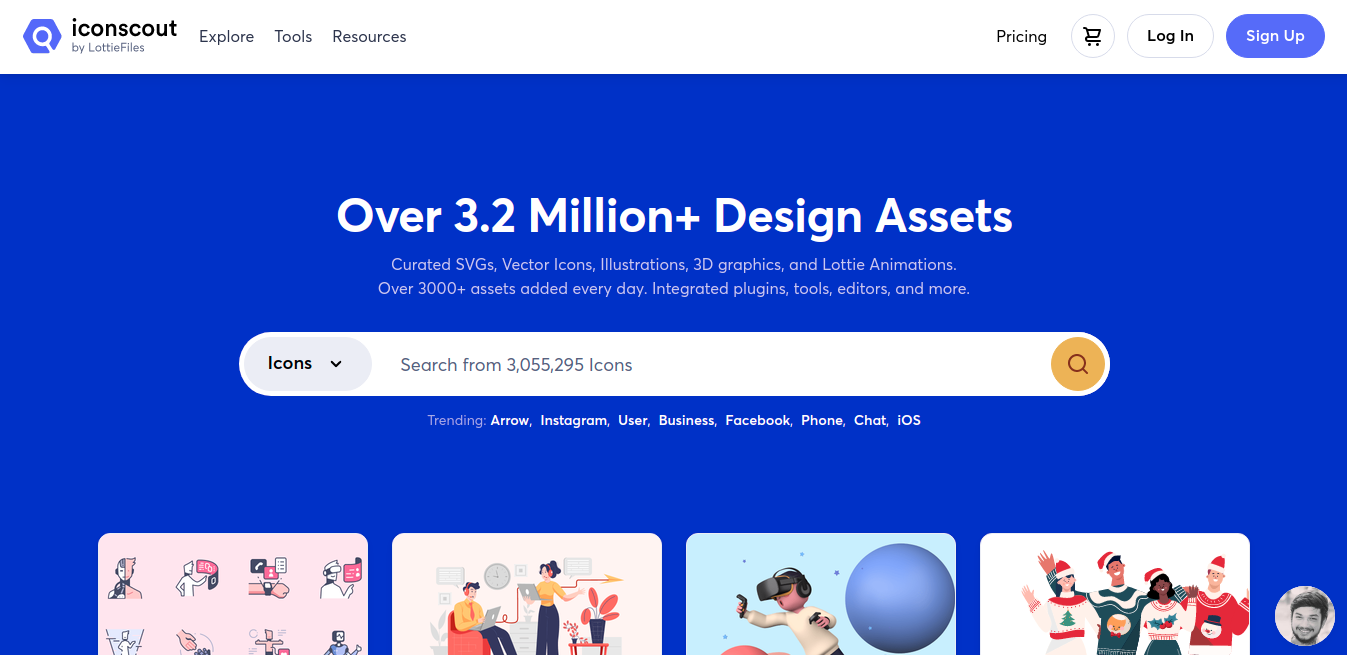 iconscout
by LottieFiles
Explore Tools Resources
Pricing
Log In
Sign Up
Over 3.2 Million+ Design Assets
Curated SVGs, Vector Icons, Illustrations, 3D graphics, and Lottie Animations.
Over 3000+ assets added every day. Integrated plugins, tools, editors, and more.
Icons
Search from 3,055,295 Icons
Trending: Arrow, Instagram, User, Business, Facebook, Phone, Chat, iOS